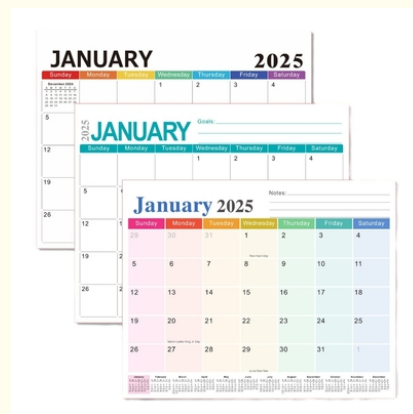 JANUARY 2025
Sunday Monday Tuesday Wednesday Thursday Friday Saturday
1 2 3 4
5
12
19
26
2025 JANUARY Goals:
Sunday Monday Tuesday Wednesday Thursday Friday Saturday
1 2 3 4
5
12
19
26
January 2025 Notes:
Sunday Monday Tuesday Wednesday Thursday Friday Saturday
29 30 31 1 2 3 4
5 6 7 8 9 10 11
12 13 14 15 16 17 18
19 20 21 22 23 24 25
26 27 28 29 30 31 1